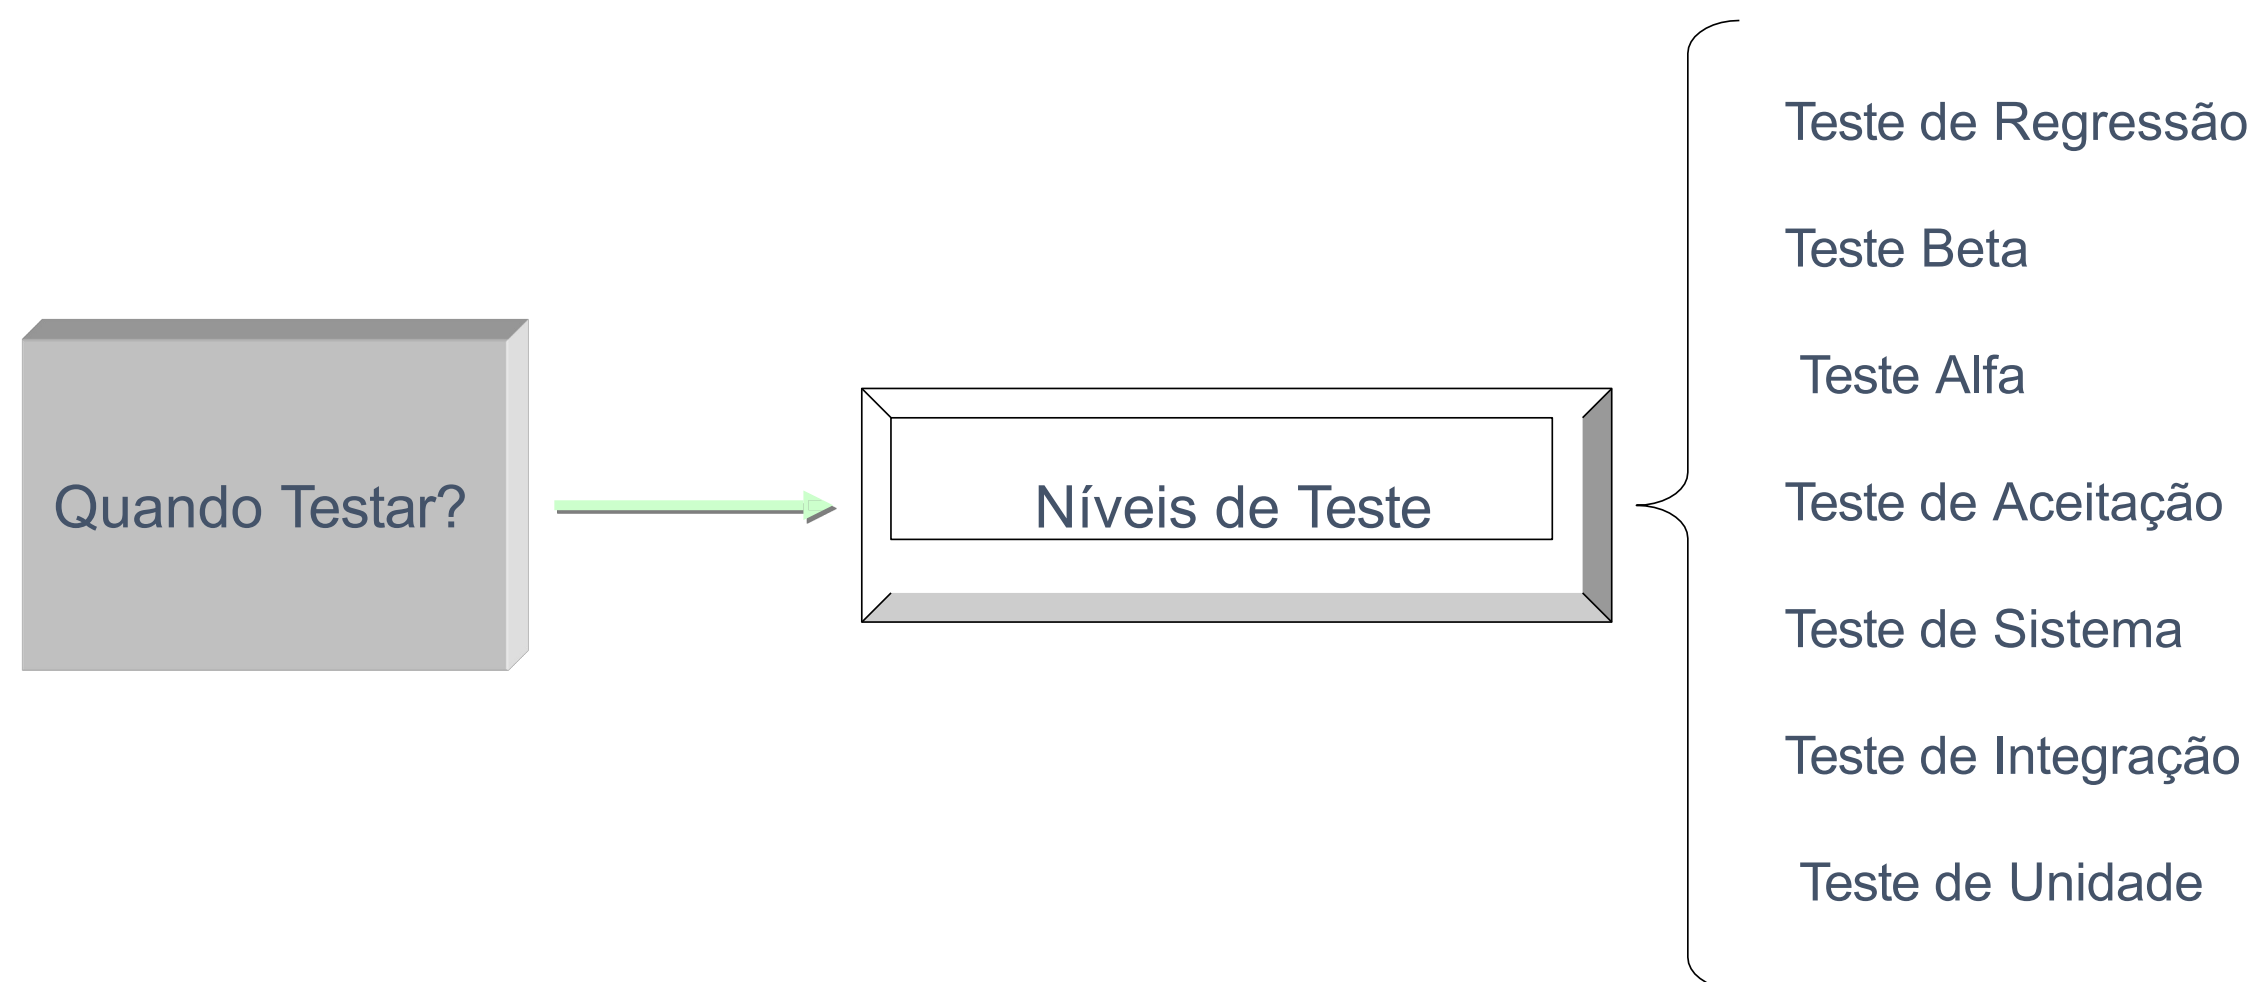 Quando Testar?
Níveis de Teste
Teste de Regressão
Teste Beta
Teste Alfa
Teste de Aceitação
Teste de Sistema
Teste de Integração
Teste de Unidade